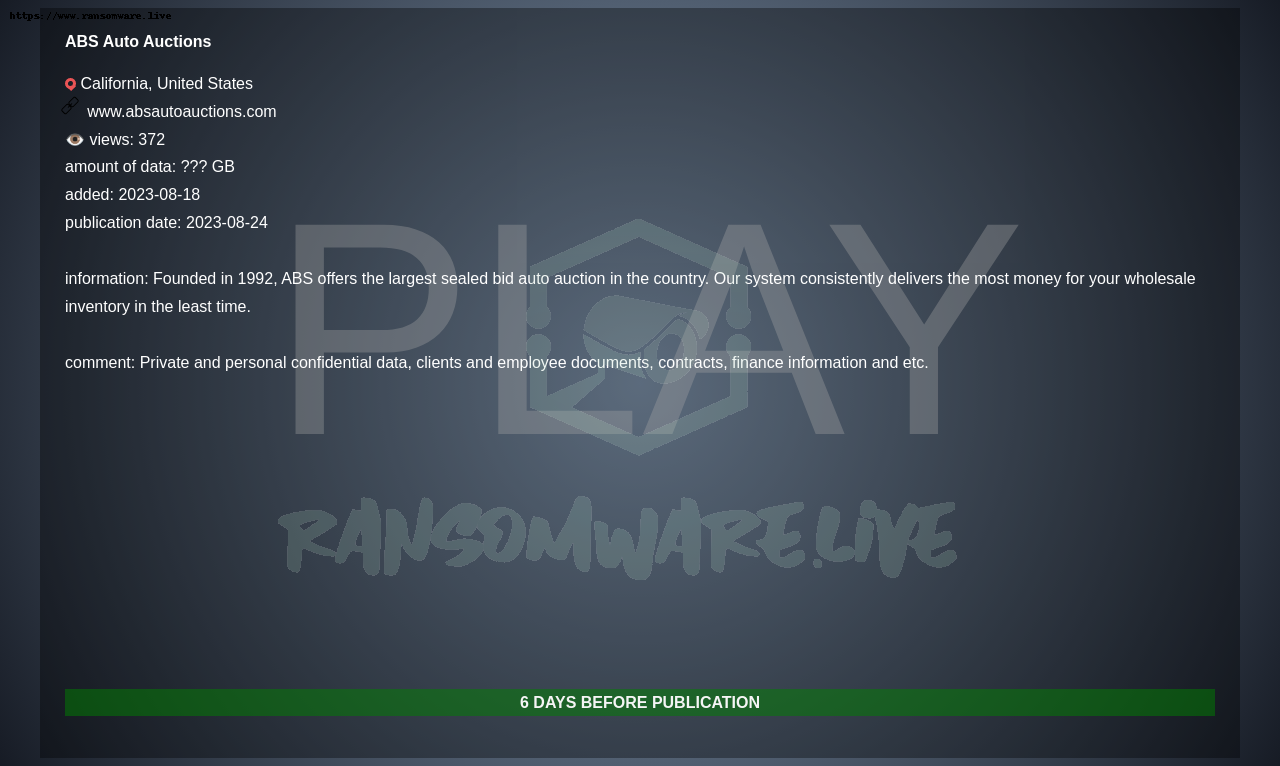 https://www.ransomware.live
ABS Auto Auctions
California, United States
www.absautoauctions.com
views: 372
amount of data: ??? GB
added: 2023-08-18
publication date: 2023-08-24
information: Founded in 1992, ABS offers the largest sealed bid auto auction in the country. Our system consistently delivers the most money for your wholesale
inventory in the least time.
comment: Private and personal confidential data, clients and employee documents, contracts, finance information and etc.
PLAY
RANSOMWARE.LIVE
6 DAYS BEFORE PUBLICATION